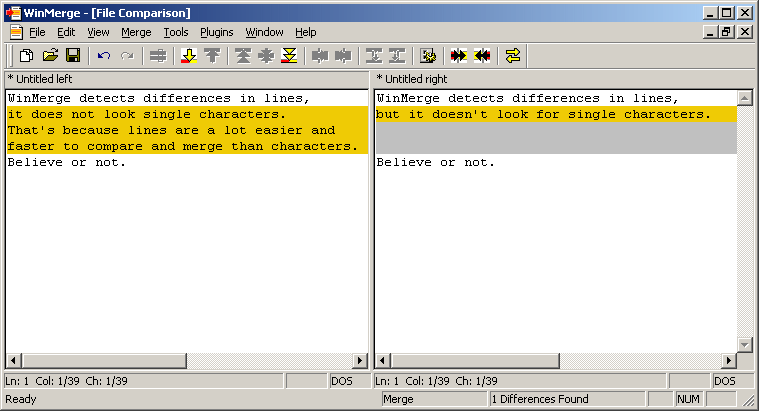 WinMerge - [File Comparison]
File Edit View Merge Tools Plugins Window Help
* Untitled left
* Untitled right
WinMerge detects differences in lines,
it does not look single characters.
That's because lines are a lot easier and
faster to compare and merge than characters.
Believe or not.
WinMerge detects differences in lines,
but it doesn't look for single characters.
Believe or not.
Ln: 1 Col: 1/39 Ch: 1/39
DOS
Ln: 1 Col: 1/39 Ch: 1/39
DOS
Ready
Merge
1 Differences Found
NUM